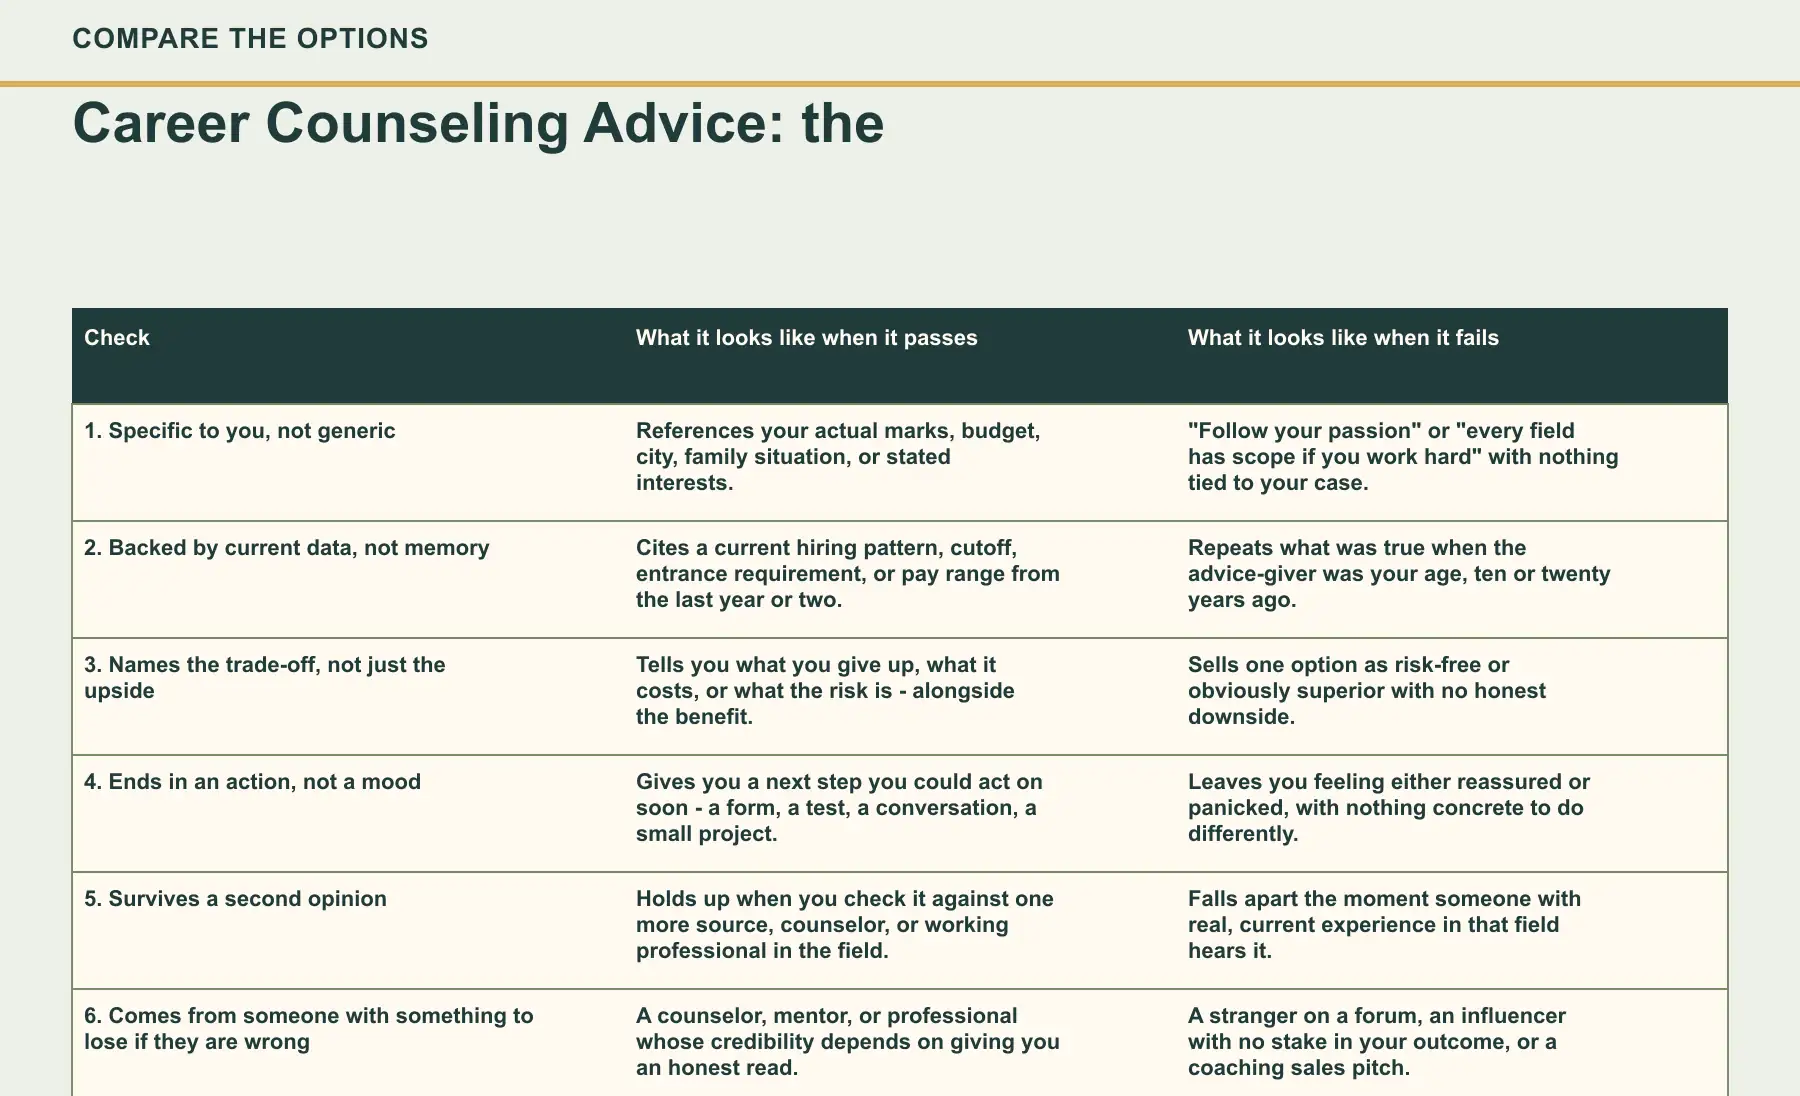 COMPARE THE OPTIONS
Career Counseling Advice: the
Check
What it looks like when it passes
What it looks like when it fails
1. Specific to you, not generic
References your actual marks, budget,
city, family situation, or stated
interests.
"Follow your passion" or "every field
has scope if you work hard" with nothing
tied to your case.
2. Backed by current data, not memory
Cites a current hiring pattern, cutoff,
entrance requirement, or pay range from
the last year or two.
Repeats what was true when the
advice-giver was your age, ten or twenty
years ago.
3. Names the trade-off, not just the
upside
Tells you what you give up, what it
costs, or what the risk is - alongside
the benefit.
Sells one option as risk-free or
obviously superior with no honest
downside.
4. Ends in an action, not a mood
Gives you a next step you could act on
soon - a form, a test, a conversation, a
small project.
Leaves you feeling either reassured or
panicked, with nothing concrete to do
differently.
5. Survives a second opinion
Holds up when you check it against one
more source, counselor, or working
professional in the field.
Falls apart the moment someone with
real, current experience in that field
hears it.
6. Comes from someone with something to
lose if they are wrong
A counselor, mentor, or professional
whose credibility depends on giving you
an honest read.
A stranger on a forum, an influencer
with no stake in your outcome, or a
coaching sales pitch.